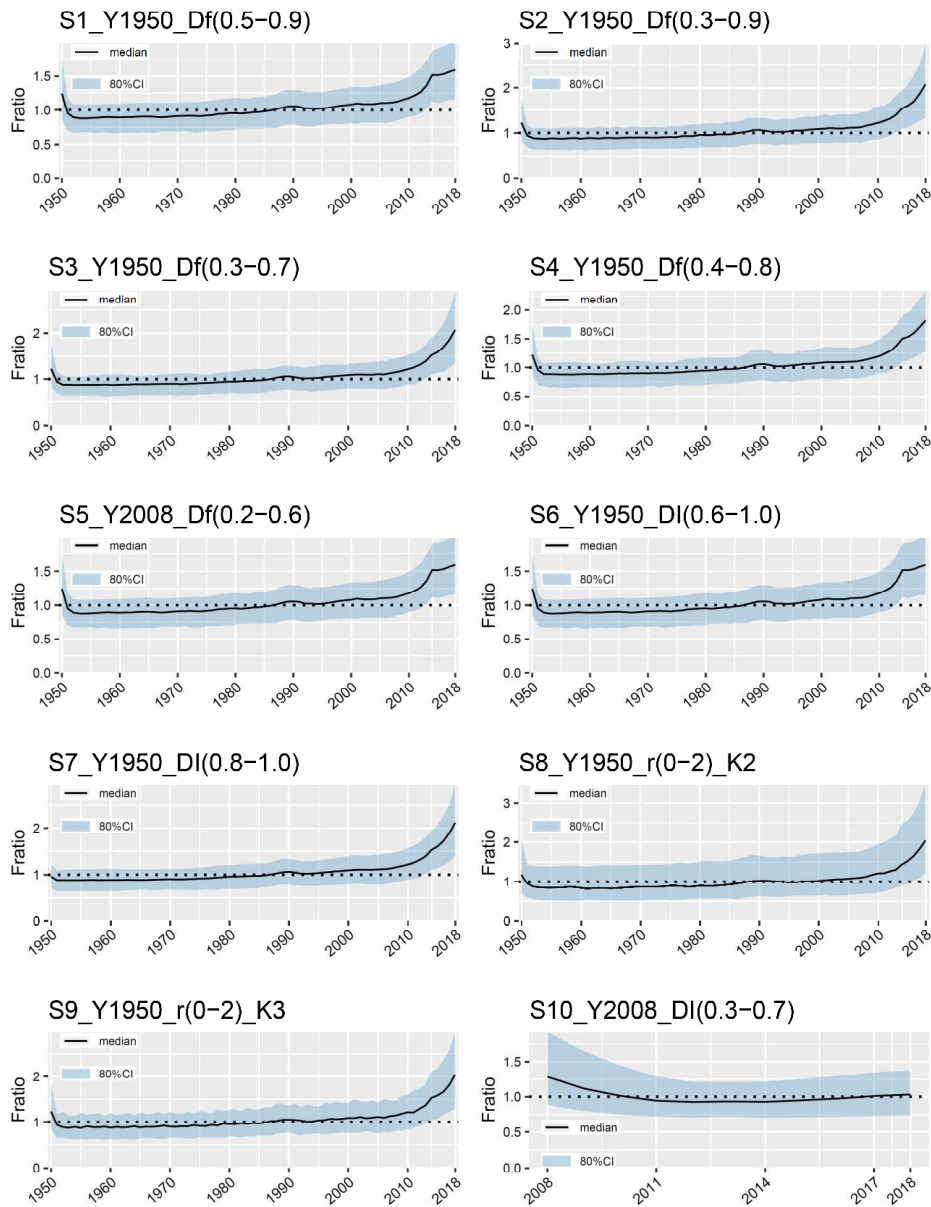 S1_Y1950_Df(0.5−0.9)
median
80%CI
Fratio
1.5
1.0
0.5
0.0
1950
1960
1970
1980
1990
2000
2010
2018
S2_Y1950_Df(0.3−0.9)
median
80%CI
Fratio
3
2
1
0
1950
1960
1970
1980
1990
2000
2010
2018
S3_Y1950_Df(0.3−0.7)
median
80%CI
Fratio
2
1
0
1950
1960
1970
1980
1990
2000
2010
2018
S4_Y1950_Df(0.4−0.8)
median
80%CI
Fratio
2.0
1.5
1.0
0.5
0.0
1950
1960
1970
1980
1990
2000
2010
2018
S5_Y2008_Df(0.2−0.6)
median
80%CI
Fratio
1.5
1.0
0.5
0.0
1950
1960
1970
1980
1990
2000
2010
2018
S6_Y1950_DI(0.6−1.0)
median
80%CI
Fratio
1.5
1.0
0.5
0.0
1950
1960
1970
1980
1990
2000
2010
2018
S7_Y1950_DI(0.8−1.0)
median
80%CI
Fratio
2
1
0
1950
1960
1970
1980
1990
2000
2010
2018
S8_Y1950_r(0−2)_K2
median
80%CI
Fratio
3
2
1
0
1950
1960
1970
1980
1990
2000
2010
2018
S9_Y1950_r(0−2)_K3
median
80%CI
Fratio
2
1
0
1950
1960
1970
1980
1990
2000
2010
2018
S10_Y2008_DI(0.3−0.7)
Fratio
1.5
1.0
0.5
0.0
median
80%CI
2008
2011
2014
2017
2018